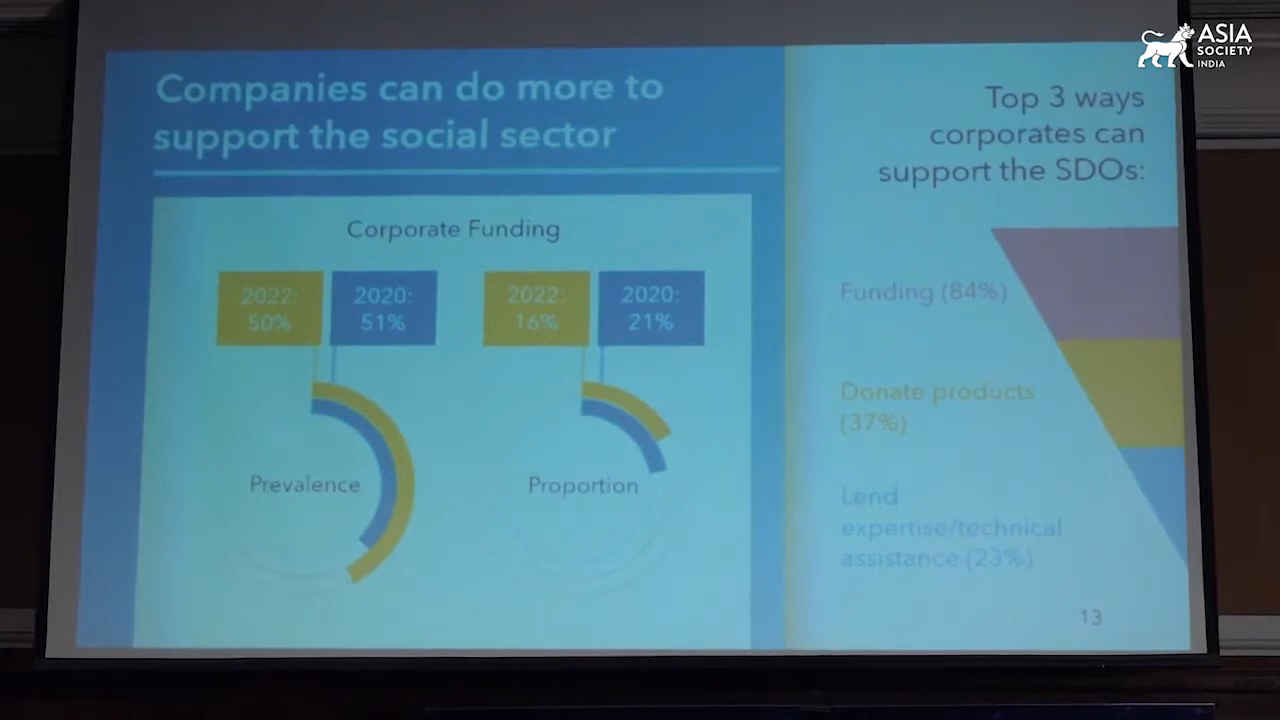 ASIA
SOCIETY
INDIA
Companies can do more to
support the social sector
Corporate Funding
2022:
50%
2020:
51%
2022:
16%
2020:
21%
Prevalence
Proportion
Top 3 ways
corporates can
support the SDOs:
Funding (84%)
Donate products
(37%)
Lend
expertise/technical
assistance (23%)
13